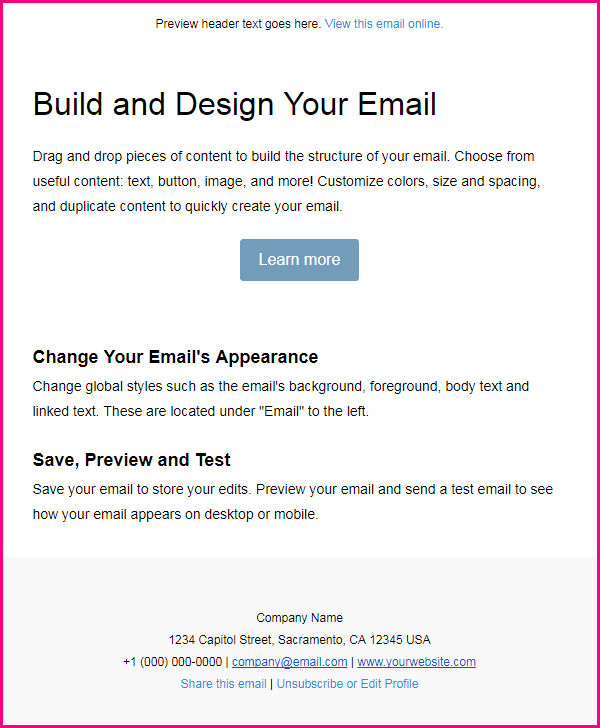 Preview header text goes here. View this email online.
Build and Design Your Email
Drag and drop pieces of content to build the structure of your email. Choose from
useful content: text, button, image, and more! Customize colors, size and spacing,
and duplicate content to quickly create your email.
Learn more
Change Your Email's Appearance
Change global styles such as the email's background, foreground, body text and
linked text. These are located under "Email" to the left.
Save, Preview and Test
Save your email to store your edits. Preview your email and send a test email to see
how your email appears on desktop or mobile.
Company Name
1234 Capitol Street, Sacramento, CA 12345 USA
+1 (000) 000-0000 | company@email.com | www.yourwebsite.com
Share this email | Unsubscribe or Edit Profile